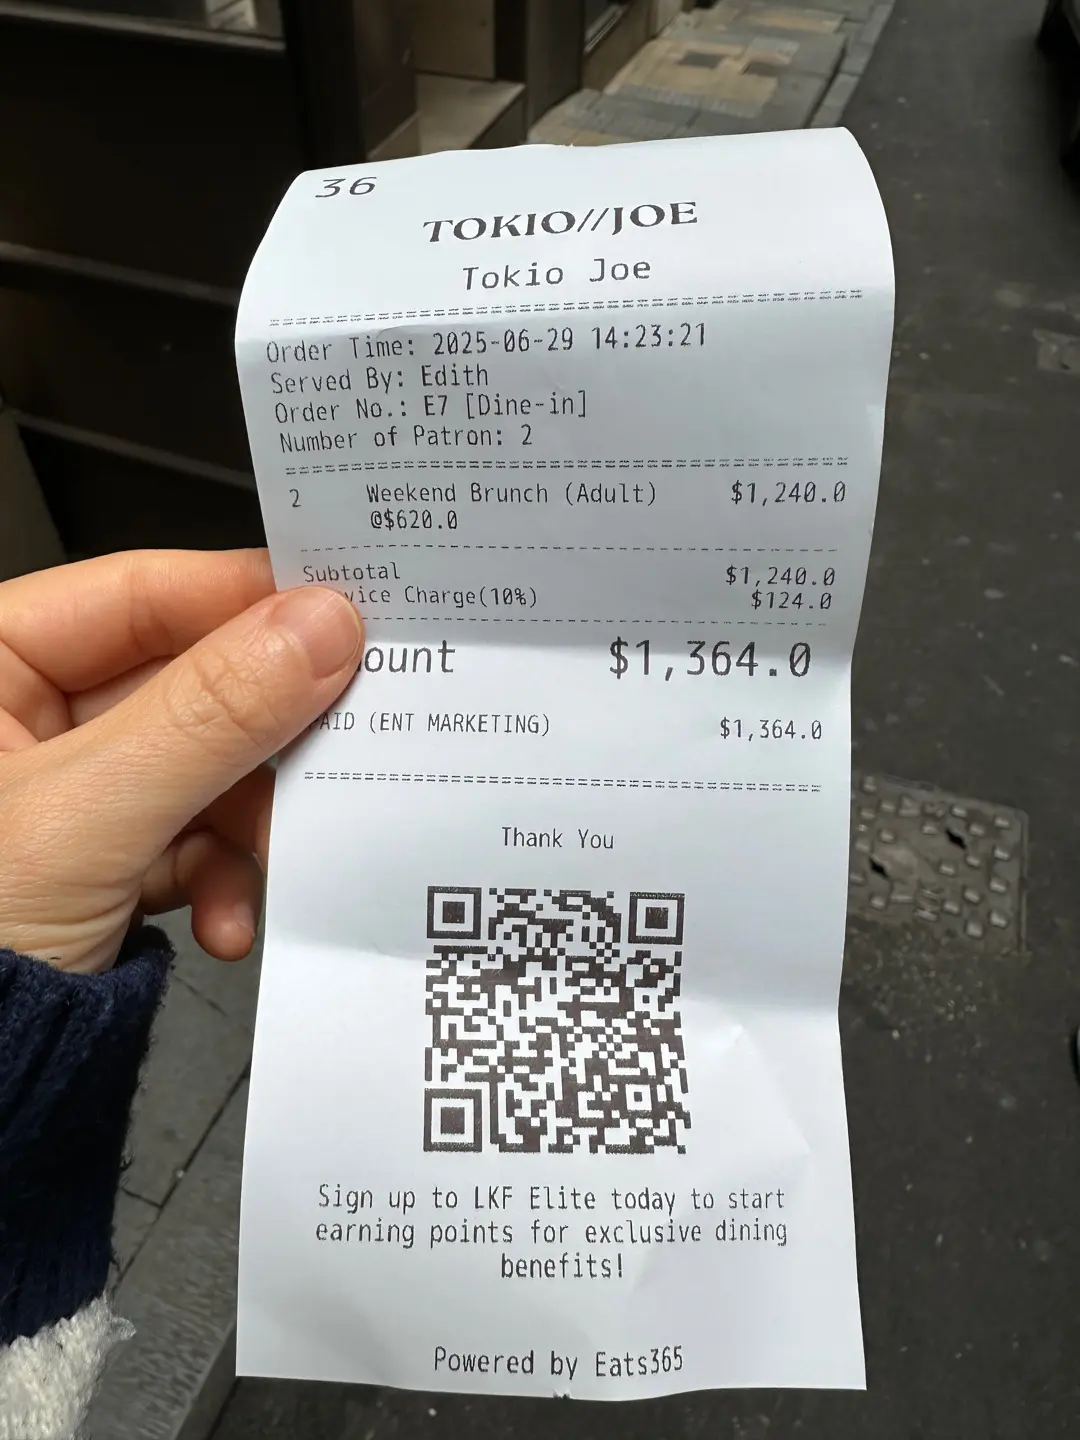 36
TOKIO//JOE
Tokio Joe
Order Time: 2025-06-29 14:23:21
Served By: Edith
Order No.: E7 [Dine-in]
Number of Patron: 2
2 Weekend Brunch (Adult) $1,240.0
@$620.0
Subtotal $1,240.0
vice Charge(10%) $124.0
ount $1,364.0
AID (ENT MARKETING) $1,364.0
Thank You
Sign up to LKF Elite today to start
earning points for exclusive dining
benefits!
Powered by Eats365